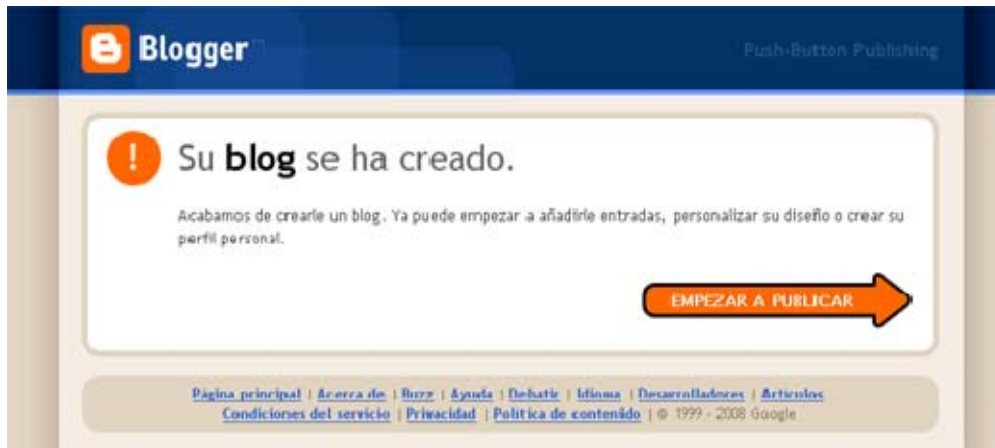 Blogger™
Push-Button Publishing
Su blog se ha creado.
Acabamos de crearle un blog. Ya puede empezar a añadirle entradas, personalizar su diseño o crear su
perfil personal.
EMPEZAR A PUBLICAR
Página principal | Acerca de | Buzz | Ayuda | Debatir | Idioma | Desarrolladores | Artículos
Condiciones del servicio | Privacidad | Política de contenido | © 1999 - 2008 Google